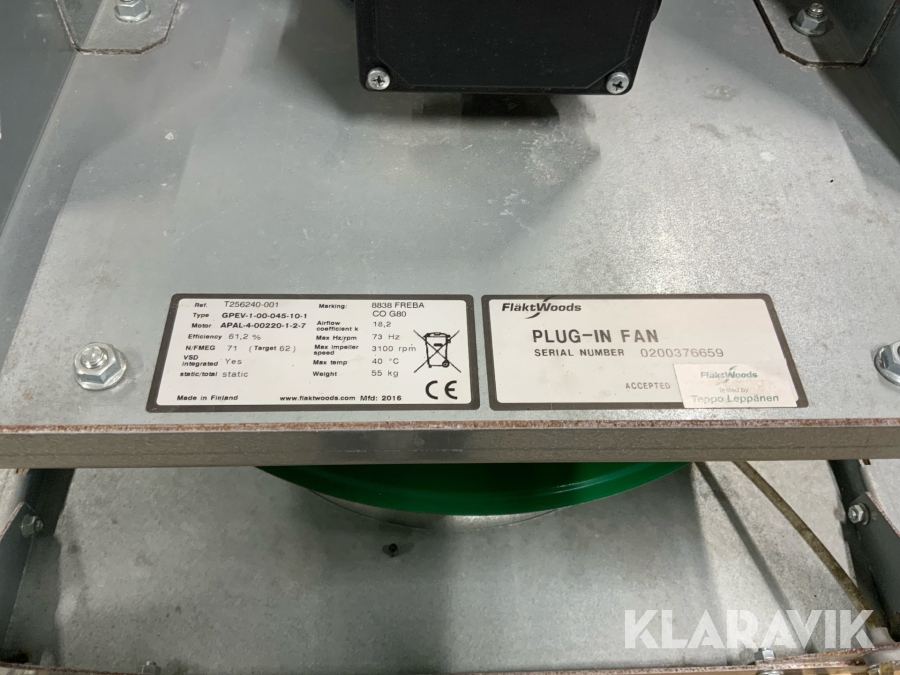 Ref. T256240-001
Type GPEV-1-00-045-10-1
Motor APAL-4-00220-1-2-7
Efficiency 61,2 %
N/FMEG 71 (Target 62)
VSD integrated Yes
static/total static
Made in Finland
Marking: 8838 FREBA
CO G80
Airflow coefficient k 18,2
Max Hz/rpm 73 Hz
Max impeller speed 3100 rpm
Max temp 40 °C
Weight 55 kg
www.flaktwoods.com Mfd: 2016
CE
FläktWoods
PLUG-IN FAN
SERIAL NUMBER 0200376659
ACCEPTED
FläktWoods
by
Teppo Leppänen
KLARAVIK